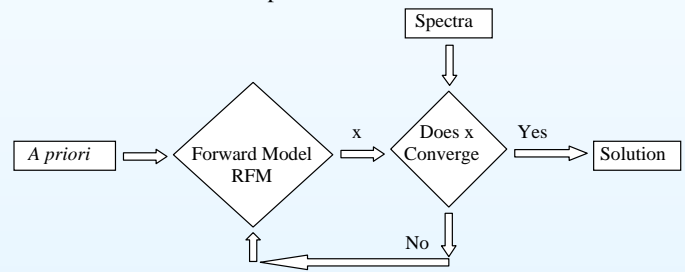 Spectra
A priori
Forward Model
RFM
x
Does x
Converge
Yes
Solution
No